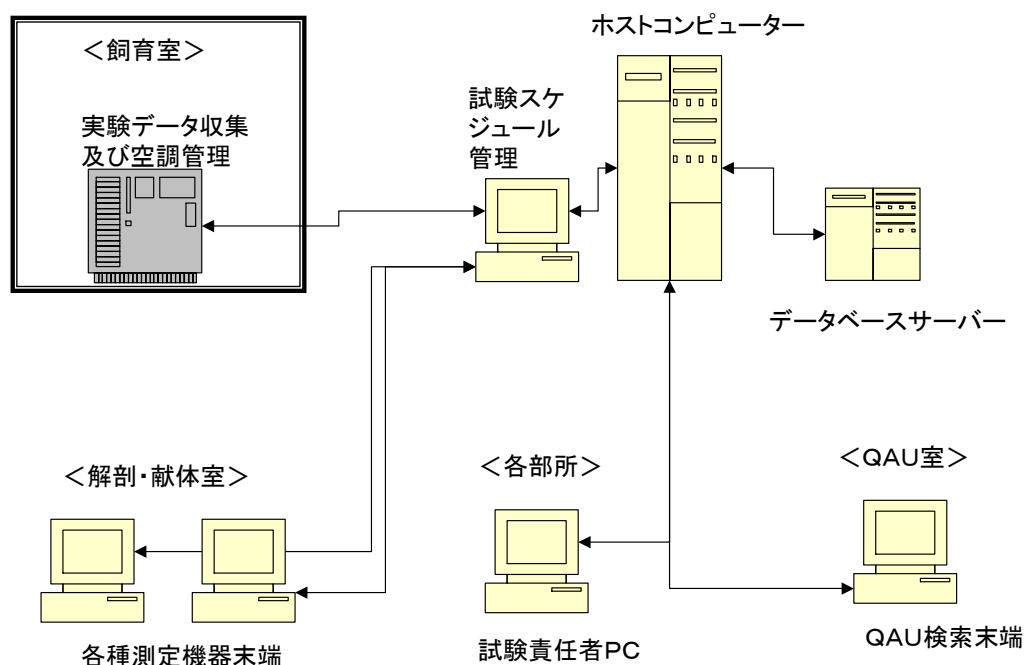 ホストコンピューター
＜飼育室＞
実験データ収集
及び空調管理
試験スケ
ジュール
管理
データベースサーバー
＜解剖・献体室＞
＜各部所＞
＜ＱＡＵ室＞
各種測定機器末端
試験責任者ＰＣ
ＱＡＵ検索末端